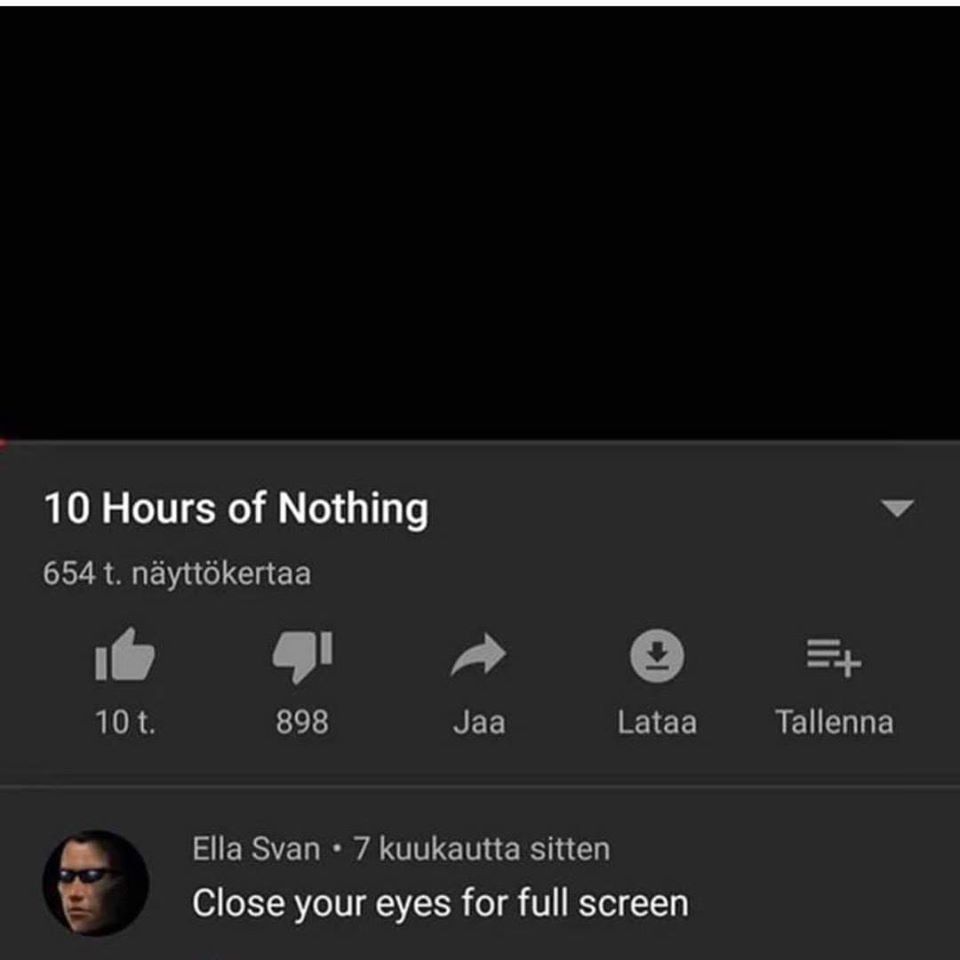 10 Hours of Nothing
654 t. näyttökertaa
10 t. 898 Jaa Lataa Tallenna
Ella Svan • 7 kuukautta sitten
Close your eyes for full screen